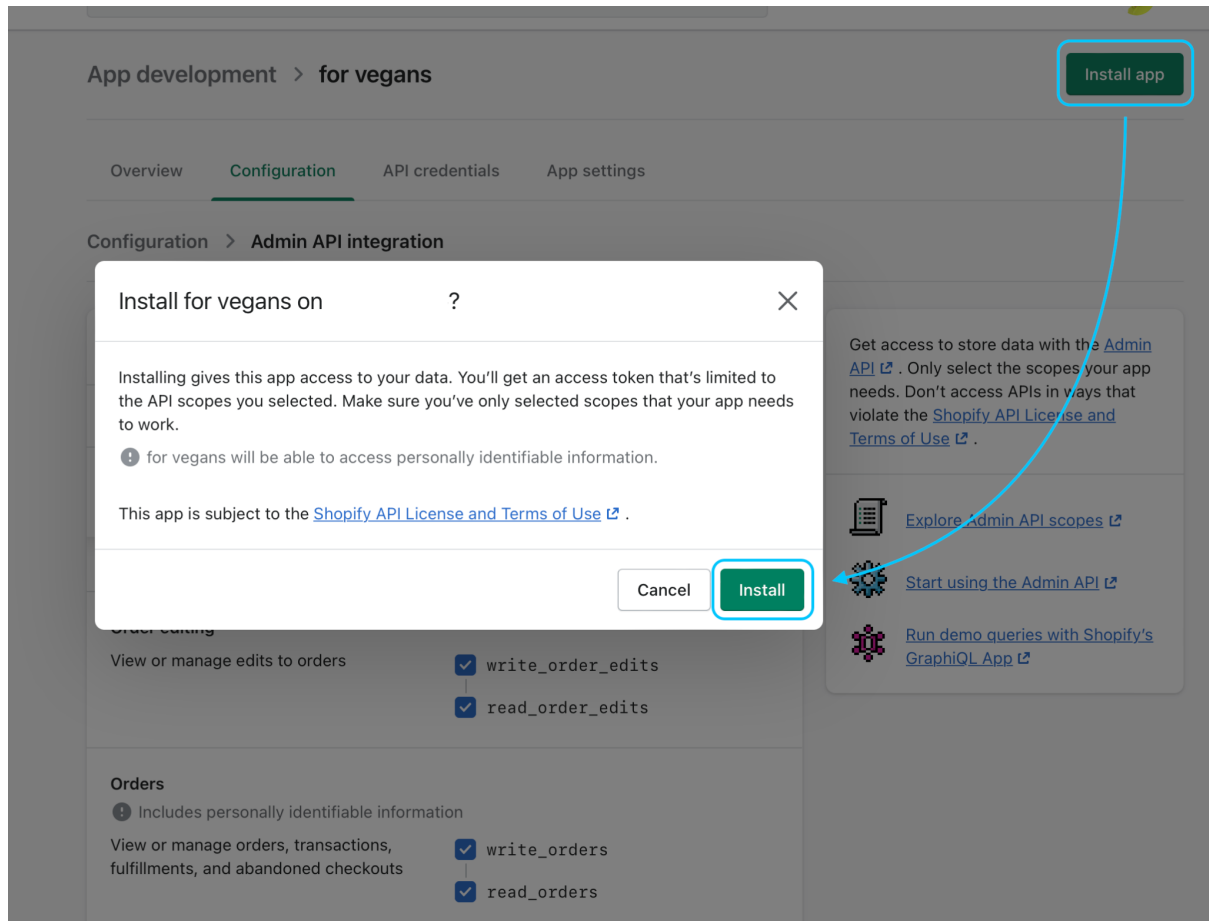 App development > for vegans
Install app
Overview Configuration API credentials App settings
Configuration > Admin API integration
Install for vegans on ?
Installing gives this app access to your data. You'll get an access token that's limited to
the API scopes you selected. Make sure you've only selected scopes that your app needs
to work.
for vegans will be able to access personally identifiable information.
This app is subject to the Shopify API License and Terms of Use .
Cancel Install
Get access to store data with the Admin
API . Only select the scopes your app
needs. Don't access APIs in ways that
violate the Shopify API License and
Terms of Use .
Explore Admin API scopes
Start using the Admin API
Run demo queries with Shopify's
GraphiQL App
Order editing
View or manage edits to orders
write_order_edits
read_order_edits
Orders
Includes personally identifiable information
View or manage orders, transactions,
fulfillments, and abandoned checkouts
write_orders
read_orders